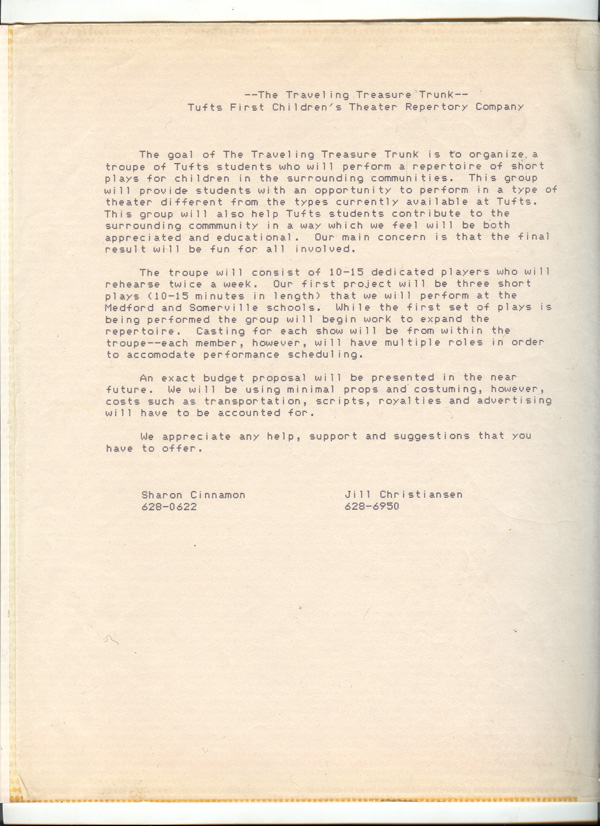 --The Traveling Treasure Trunk--
Tufts First Children's Theater Repertory Company
The goal of The Traveling Treasure Trunk is to organize a
troupe of Tufts students who will perform a repertoire of short
plays for children in the surrounding communities.  This group
will provide students with an opportunity to perform in a type of
theater different from the types currently available at Tufts.
This group will also help Tufts students contribute to the
surrounding commmunity in a way which we feel will be both
appreciated and educational.  Our main concern is that the final
result will be fun for all involved.
The troupe will consist of 10-15 dedicated players who will
rehearse twice a week.  Our first project will be three short
plays (10-15 minutes in length) that we will perform at the
Medford and Somerville schools.  While the first set of plays is
being performed the group will begin work to expand the
repertoire.  Casting for each show will be from within the
troupe--each member, however, will have multiple roles in order
to accomodate performance scheduling.
An exact budget proposal will be presented in the near
future.  We will be using minimal props and costuming, however,
costs such as transportation, scripts, royalties and advertising
will have to be accounted for.
We appreciate any help, support and suggestions that you
have to offer.
Sharon Cinnamon Jill Christiansen
628-0622 628-6950